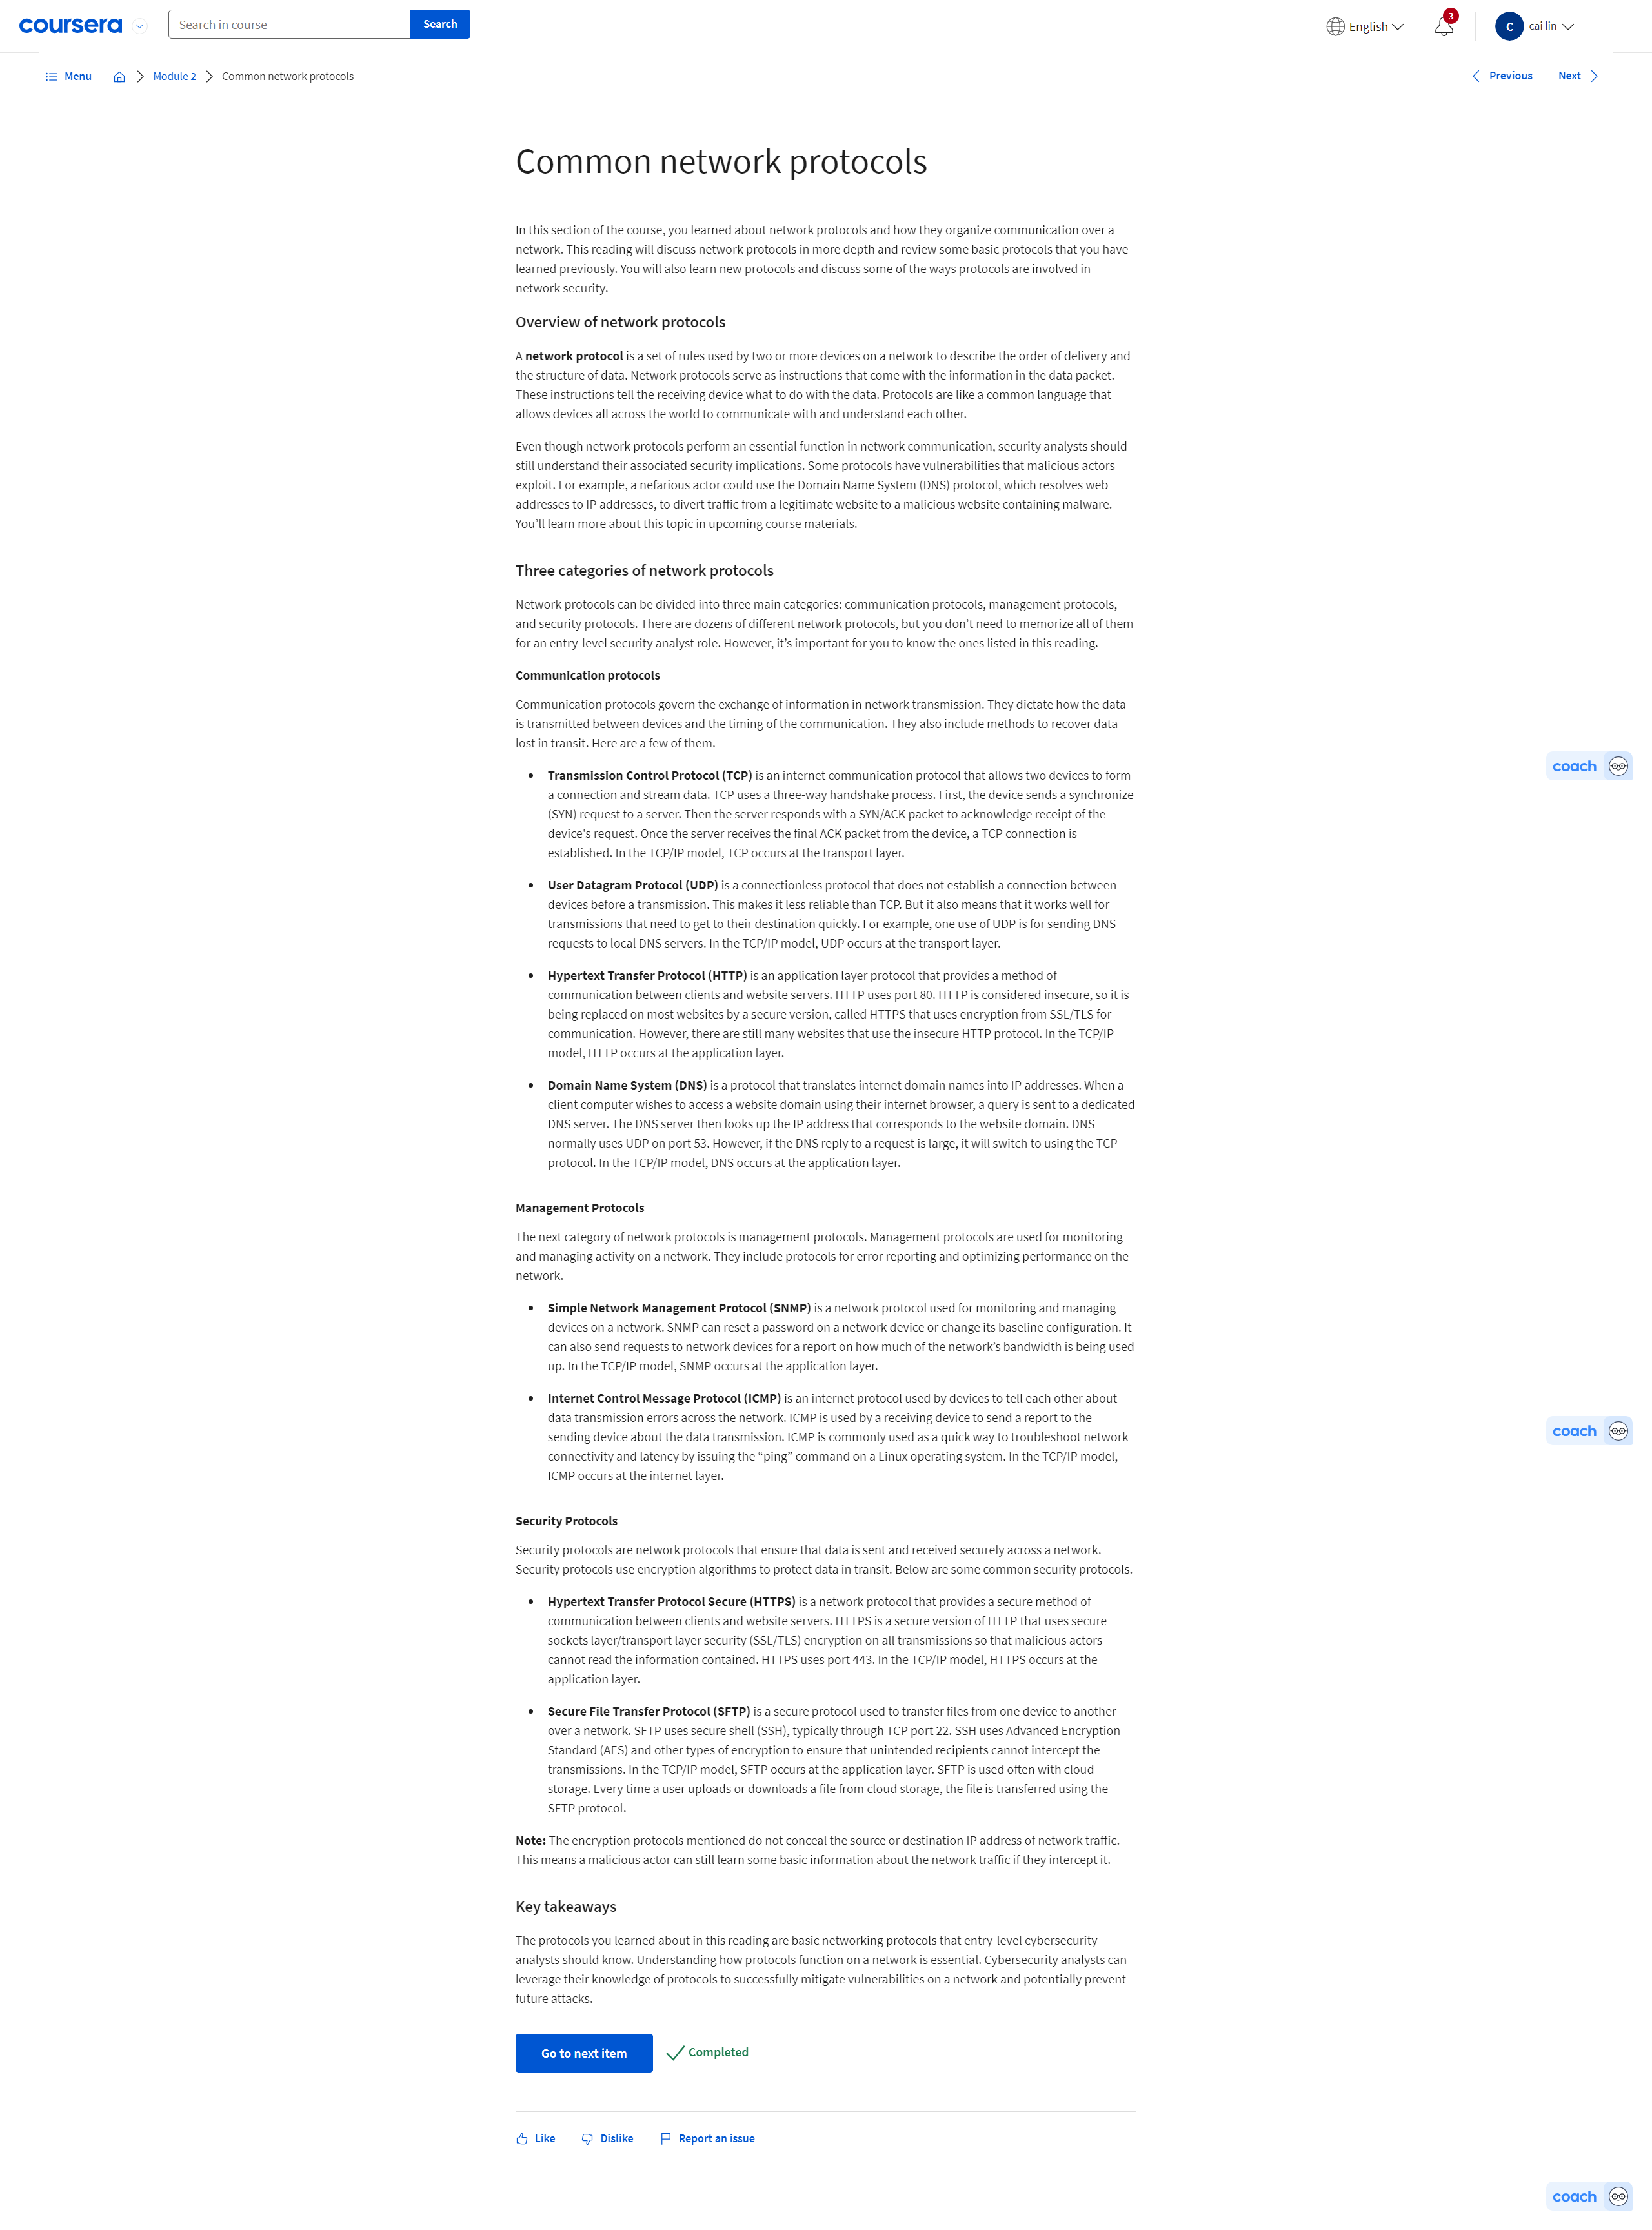 coursera
Search in course
Search
English
3
C
cai lin
Menu
Module 2
Common network protocols
Previous
Next
Common network protocols
In this section of the course, you learned about network protocols and how they organize communication over a
network. This reading will discuss network protocols in more depth and review some basic protocols that you have
learned previously. You will also learn new protocols and discuss some of the ways protocols are involved in
network security.
Overview of network protocols
A network protocol is a set of rules used by two or more devices on a network to describe the order of delivery and
the structure of data. Network protocols serve as instructions that come with the information in the data packet.
These instructions tell the receiving device what to do with the data. Protocols are like a common language that
allows devices all across the world to communicate with and understand each other.
Even though network protocols perform an essential function in network communication, security analysts should
still understand their associated security implications. Some protocols have vulnerabilities that malicious actors
exploit. For example, a nefarious actor could use the Domain Name System (DNS) protocol, which resolves web
addresses to IP addresses, to divert traffic from a legitimate website to a malicious website containing malware.
You’ll learn more about this topic in upcoming course materials.
Three categories of network protocols
Network protocols can be divided into three main categories: communication protocols, management protocols,
and security protocols. There are dozens of different network protocols, but you don’t need to memorize all of them
for an entry-level security analyst role. However, it’s important for you to know the ones listed in this reading.
Communication protocols
Communication protocols govern the exchange of information in network transmission. They dictate how the data
is transmitted between devices and the timing of the communication. They also include methods to recover data
lost in transit. Here are a few of them.
coach
• Transmission Control Protocol (TCP) is an internet communication protocol that allows two devices to form
a connection and stream data. TCP uses a three-way handshake process. First, the device sends a synchronize
(SYN) request to a server. Then the server responds with a SYN/ACK packet to acknowledge receipt of the
device's request. Once the server receives the final ACK packet from the device, a TCP connection is
established. In the TCP/IP model, TCP occurs at the transport layer.
• User Datagram Protocol (UDP) is a connectionless protocol that does not establish a connection between
devices before a transmission. This makes it less reliable than TCP. But it also means that it works well for
transmissions that need to get to their destination quickly. For example, one use of UDP is for sending DNS
requests to local DNS servers. In the TCP/IP model, UDP occurs at the transport layer.
• Hypertext Transfer Protocol (HTTP) is an application layer protocol that provides a method of
communication between clients and website servers. HTTP uses port 80. HTTP is considered insecure, so it is
being replaced on most websites by a secure version, called HTTPS that uses encryption from SSL/TLS for
communication. However, there are still many websites that use the insecure HTTP protocol. In the TCP/IP
model, HTTP occurs at the application layer.
• Domain Name System (DNS) is a protocol that translates internet domain names into IP addresses. When a
client computer wishes to access a website domain using their internet browser, a query is sent to a dedicated
DNS server. The DNS server then looks up the IP address that corresponds to the website domain. DNS
normally uses UDP on port 53. However, if the DNS reply to a request is large, it will switch to using the TCP
protocol. In the TCP/IP model, DNS occurs at the application layer.
Management Protocols
The next category of network protocols is management protocols. Management protocols are used for monitoring
and managing activity on a network. They include protocols for error reporting and optimizing performance on the
network.
• Simple Network Management Protocol (SNMP) is a network protocol used for monitoring and managing
devices on a network. SNMP can reset a password on a network device or change its baseline configuration. It
can also send requests to network devices for a report on how much of the network’s bandwidth is being used
up. In the TCP/IP model, SNMP occurs at the application layer.
• Internet Control Message Protocol (ICMP) is an internet protocol used by devices to tell each other about
data transmission errors across the network. ICMP is used by a receiving device to send a report to the
sending device about the data transmission. ICMP is commonly used as a quick way to troubleshoot network
coach
connectivity and latency by issuing the “ping” command on a Linux operating system. In the TCP/IP model,
ICMP occurs at the internet layer.
Security Protocols
Security protocols are network protocols that ensure that data is sent and received securely across a network.
Security protocols use encryption algorithms to protect data in transit. Below are some common security protocols.
• Hypertext Transfer Protocol Secure (HTTPS) is a network protocol that provides a secure method of
communication between clients and website servers. HTTPS is a secure version of HTTP that uses secure
sockets layer/transport layer security (SSL/TLS) encryption on all transmissions so that malicious actors
cannot read the information contained. HTTPS uses port 443. In the TCP/IP model, HTTPS occurs at the
application layer.
• Secure File Transfer Protocol (SFTP) is a secure protocol used to transfer files from one device to another
over a network. SFTP uses secure shell (SSH), typically through TCP port 22. SSH uses Advanced Encryption
Standard (AES) and other types of encryption to ensure that unintended recipients cannot intercept the
transmissions. In the TCP/IP model, SFTP occurs at the application layer. SFTP is used often with cloud
storage. Every time a user uploads or downloads a file from cloud storage, the file is transferred using the
SFTP protocol.
Note: The encryption protocols mentioned do not conceal the source or destination IP address of network traffic.
This means a malicious actor can still learn some basic information about the network traffic if they intercept it.
Key takeaways
The protocols you learned about in this reading are basic networking protocols that entry-level cybersecurity
analysts should know. Understanding how protocols function on a network is essential. Cybersecurity analysts can
leverage their knowledge of protocols to successfully mitigate vulnerabilities on a network and potentially prevent
future attacks.
Go to next item
Completed
Like
Dislike
Report an issue
coach